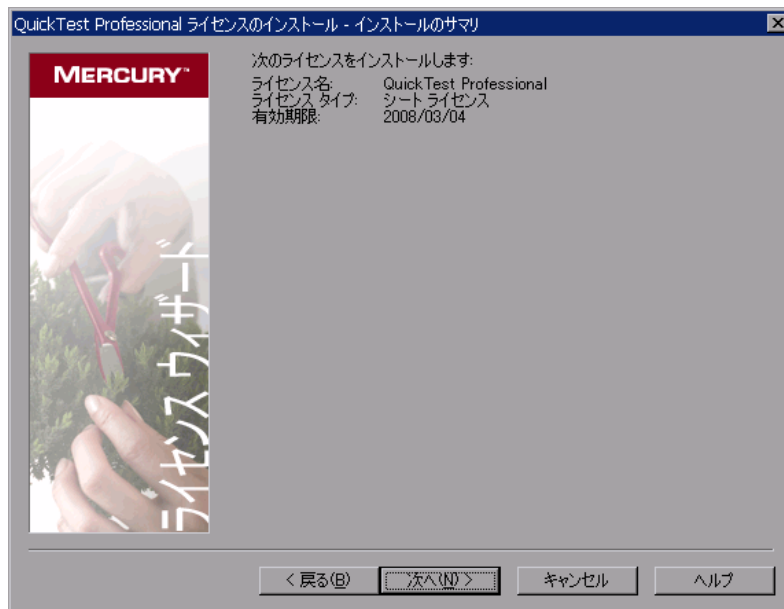 QuickTest Professional ライセンスのインストール - インストールのサマリ
MERCURY™
次のライセンスをインストールします:
ライセンス名: QuickTest Professional
ライセンス タイプ: シート ライセンス
有効期限: 2008/03/04
ライセンス ウィザード
< 戻る(B)
次へ(N) >
キャンセル
ヘルプ